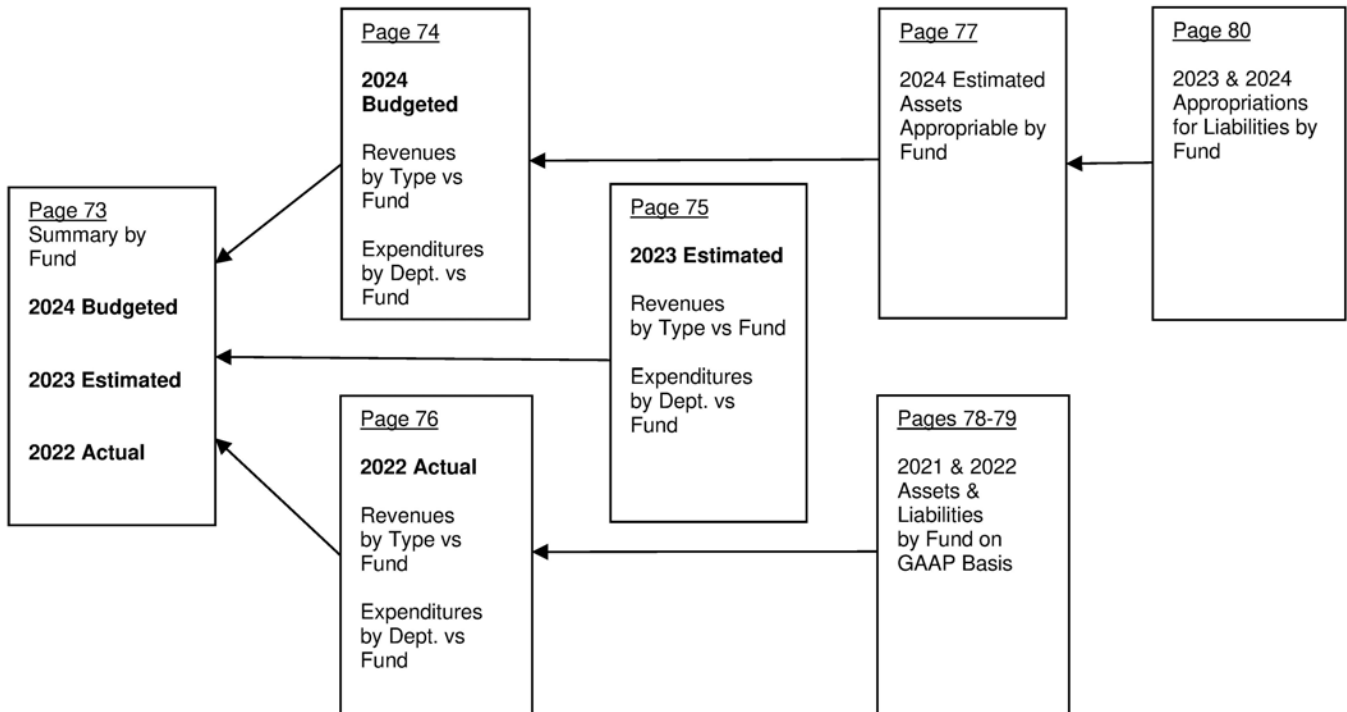 Page 73
Summary by
Fund
2024 Budgeted
2023 Estimated
2022 Actual
Page 74
2024
Budgeted
Revenues
by Type vs
Fund
Expenditures
by Dept. vs
Fund
Page 76
2022 Actual
Revenues
by Type vs
Fund
Expenditures
by Dept. vs
Fund
Page 75
2023 Estimated
Revenues
by Type vs Fund
Expenditures
by Dept. vs
Fund
Page 77
2024 Estimated
Assets
Appropriable by
Fund
Pages 78-79
2021 & 2022
Assets &
Liabilities
by Fund on
GAAP Basis
Page 80
2023 & 2024
Appropriations
for Liabilities by
Fund